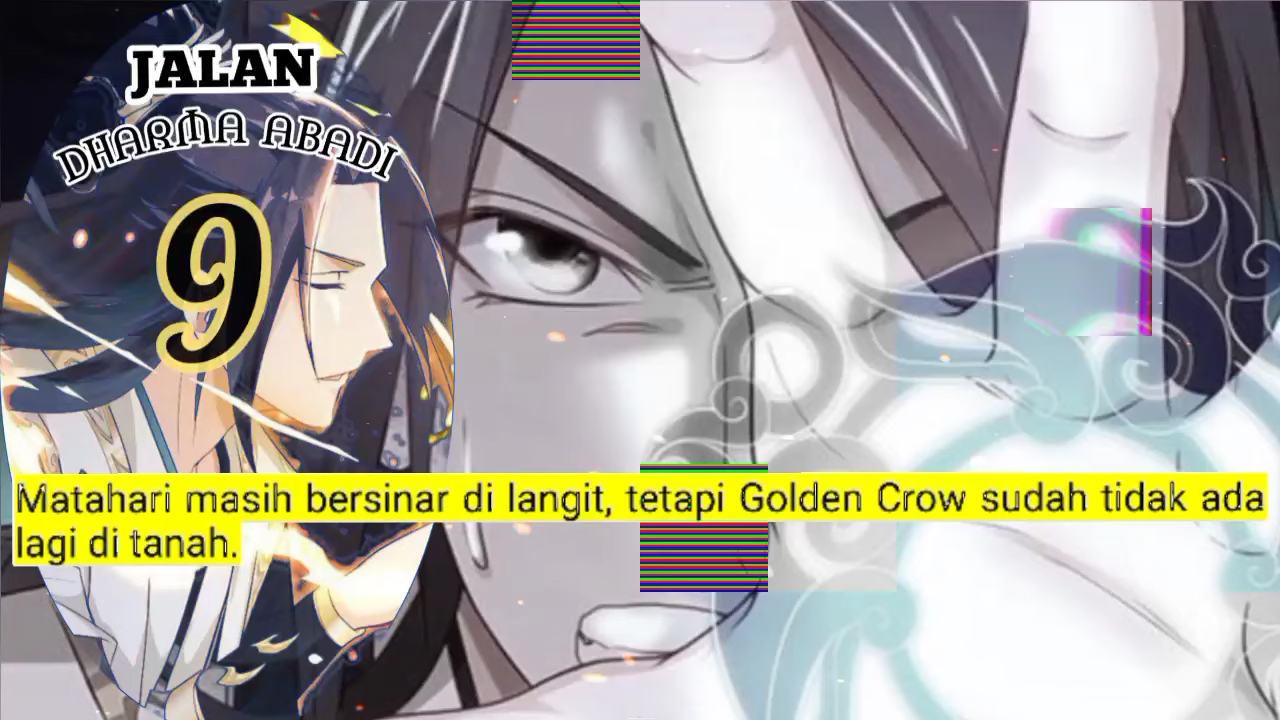 JALAN
DHARMA ABADI
9
Matahari masih bersinar di langit, tetapi Golden Crow sudah tidak ada
lagi di tanah.